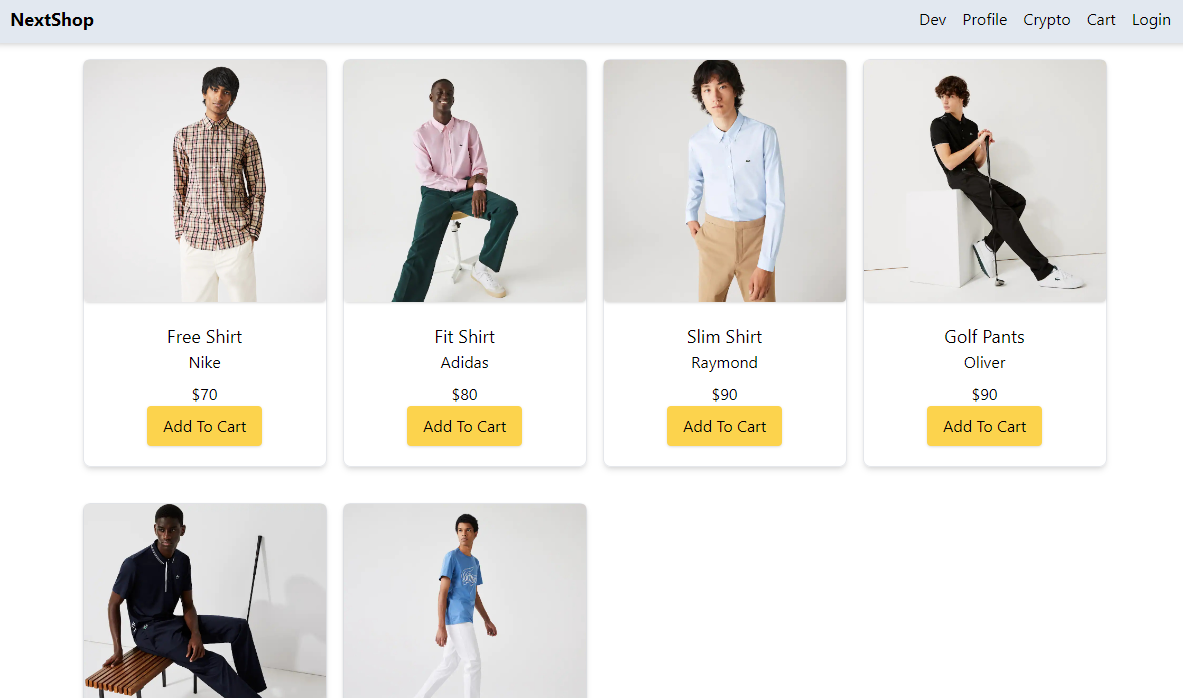 NextShop
Dev Profile Crypto Cart Login
Free Shirt
Nike
$70
Add To Cart
Fit Shirt
Adidas
$80
Add To Cart
Slim Shirt
Raymond
$90
Add To Cart
Golf Pants
Oliver
$90
Add To Cart